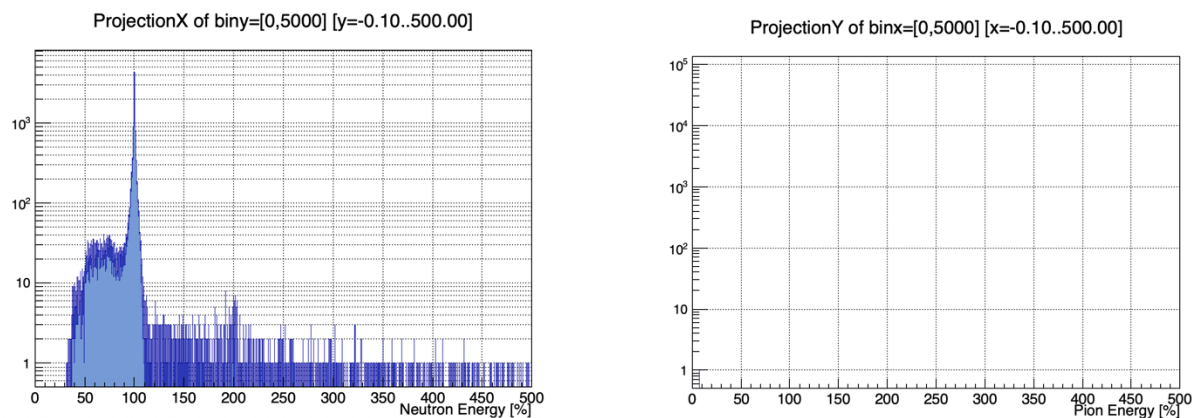 ProjectionX of biny=[0,5000] [y=-0.10..500.00]
10³
10²
10
1
0 50 100 150 200 250 300 350 400 450 500
Neutron Energy [%]
ProjectionY of binx=[0,5000] [x=-0.10..500.00]
10⁵
10⁴
10³
10²
10
1
0 50 100 150 200 250 300 350 400 450 500
Pion Energy [%]